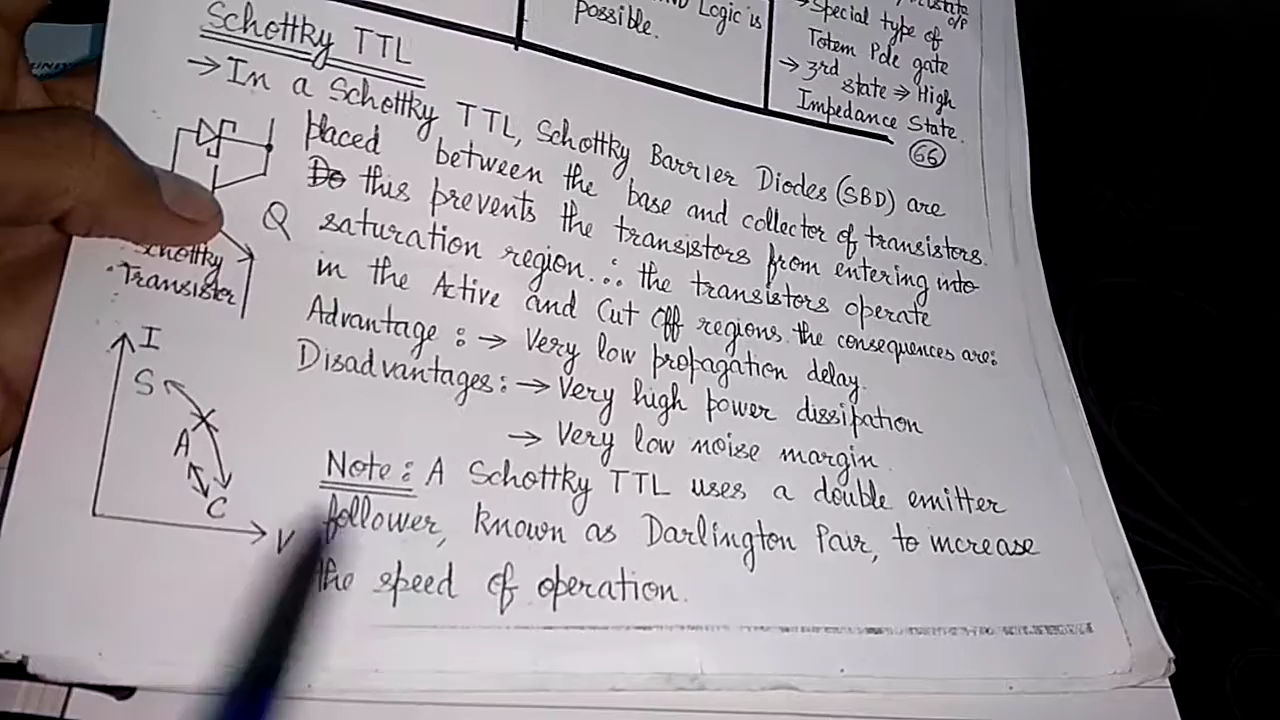 Logic is
possible.
→ Special type of
o/p
Totem Pole gate
→ 3rd state ⇒ High
Impedance State.
66
Schottky TTL
→ In a Schottky TTL, Schottky Barrier Diodes (SBD) are
placed between the base and collector of transistors.
this prevents the transistors from entering into
saturation region. ∴ the transistors operate
in the Active and Cut Off regions. the consequences are:
Advantage: → Very low propagation delay.
Disadvantages: → Very high power dissipation
→ Very low noise margin.
Note: A Schottky TTL uses a double emitter
follower, known as Darlington Pair, to increase
the speed of operation.
Q
Schottky
Transistor
I
S
A
C
V